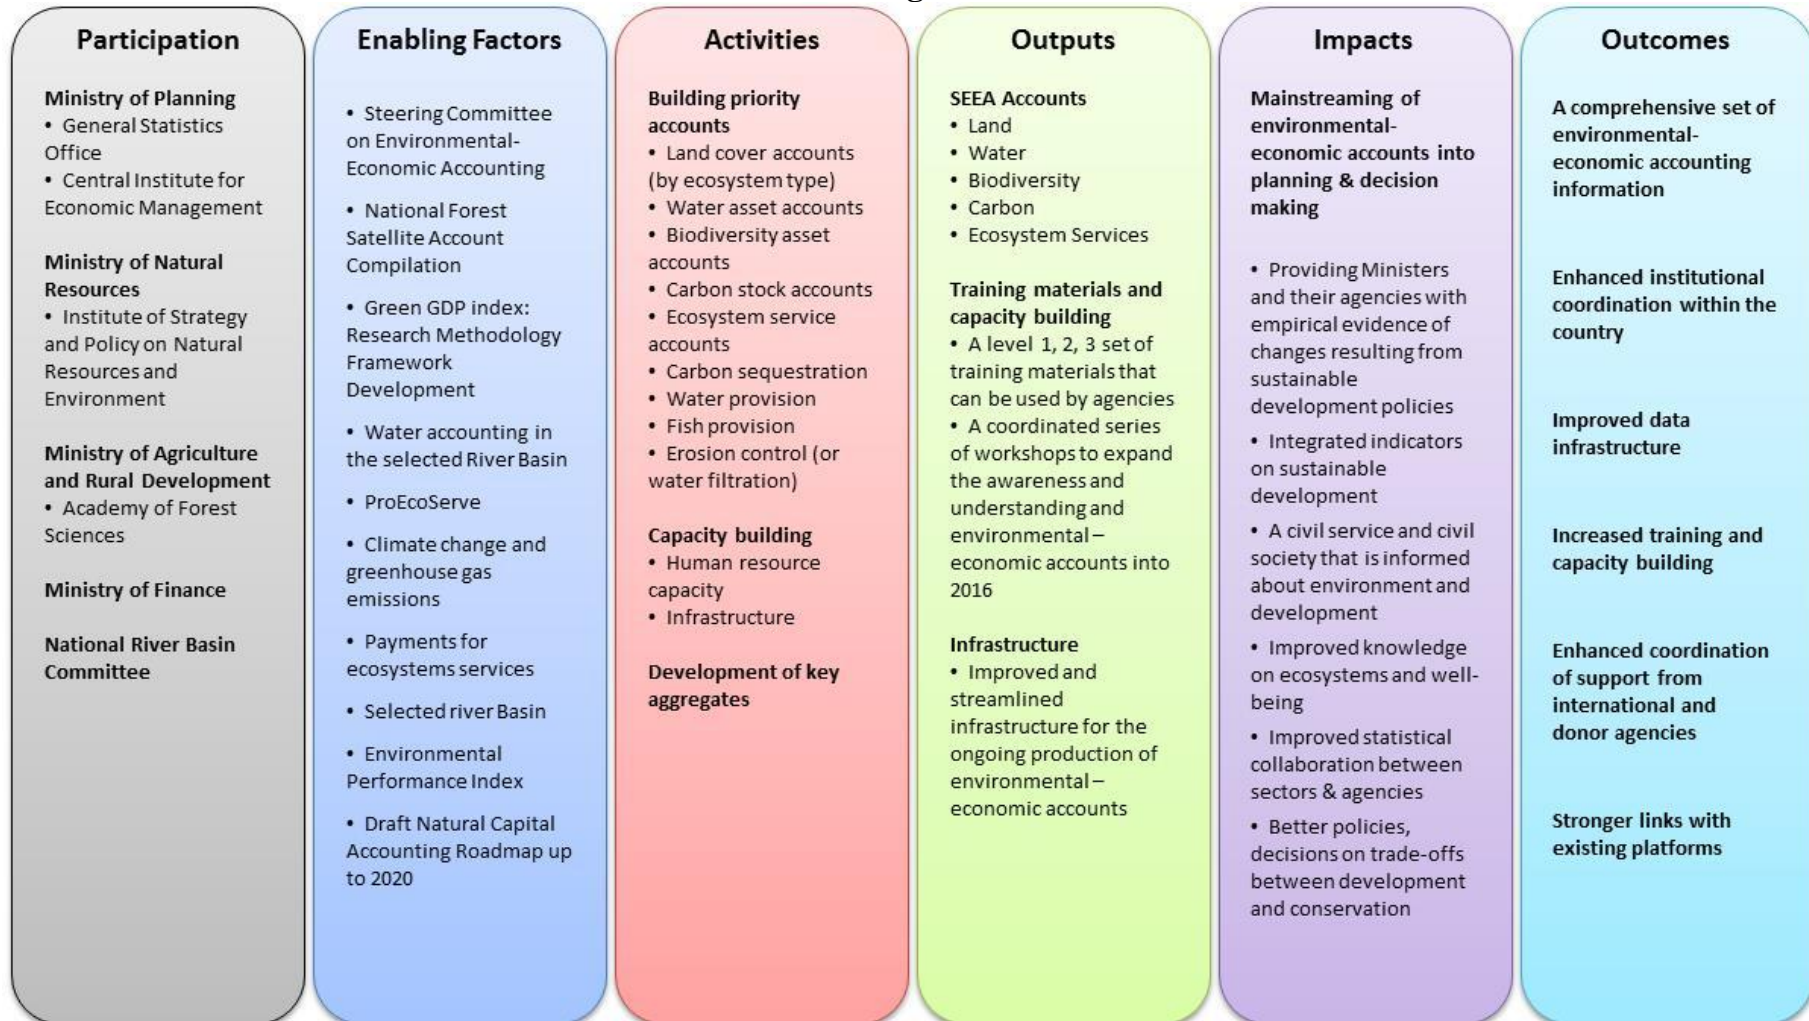 Participation
Ministry of Planning
• General Statistics
Office
• Central Institute for
Economic Management
Ministry of Natural
Resources
• Institute of Strategy
and Policy on Natural
Resources and
Environment
Ministry of Agriculture
and Rural Development
• Academy of Forest
Sciences
Ministry of Finance
National River Basin
Committee
Enabling Factors
• Steering Committee
on Environmental-
Economic Accounting
• National Forest
Satellite Account
Compilation
• Green GDP index:
Research Methodology
Framework
Development
• Water accounting in
the selected River Basin
• ProEcoServe
• Climate change and
greenhouse gas
emissions
• Payments for
ecosystems services
• Selected river Basin
• Environmental
Performance Index
• Draft Natural Capital
Accounting Roadmap up
to 2020
Activities
Building priority
accounts
• Land cover accounts
(by ecosystem type)
• Water asset accounts
• Biodiversity asset
accounts
• Carbon stock accounts
• Ecosystem service
accounts
• Carbon sequestration
• Water provision
• Fish provision
• Erosion control (or
water filtration)
Capacity building
• Human resource
capacity
• Infrastructure
Development of key
aggregates
Outputs
SEEA Accounts
• Land
• Water
• Biodiversity
• Carbon
• Ecosystem Services
Training materials and
capacity building
• A level 1, 2, 3 set of
training materials that
can be used by agencies
• A coordinated series
of workshops to expand
the awareness and
understanding and
environmental –
economic accounts into
2016
Infrastructure
• Improved and
streamlined
infrastructure for the
ongoing production of
environmental –
economic accounts
Impacts
Mainstreaming of
environmental-
economic accounts into
planning & decision
making
• Providing Ministers
and their agencies with
empirical evidence of
changes resulting from
sustainable
development policies
• Integrated indicators
on sustainable
development
• A civil service and civil
society that is informed
about environment and
development
• Improved knowledge
on ecosystems and well-
being
• Improved statistical
collaboration between
sectors & agencies
• Better policies,
decisions on trade-offs
between development
and conservation
Outcomes
A comprehensive set of
environmental-
economic accounting
information
Enhanced institutional
coordination within the
country
Improved data
infrastructure
Increased training and
capacity building
Enhanced coordination
of support from
international and
donor agencies
Stronger links with
existing platforms